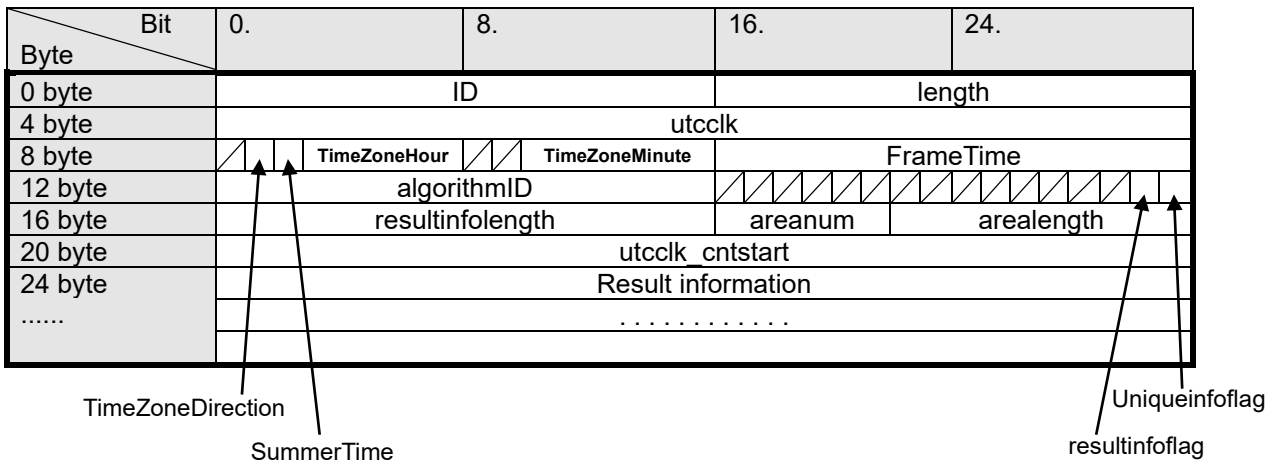 Bit 0. 8. 16. 24.
Byte
0 byte ID length
4 byte utcclk
8 byte TimeZoneHour TimeZoneMinute FrameTime
12 byte algorithmID
16 byte resultinfolength areanum arealength
20 byte utcclk_cntstart
24 byte Result information
...... . . . . . . . . . . . .
TimeZoneDirection Uniqueinfoflag
SummerTime resultinfoflag